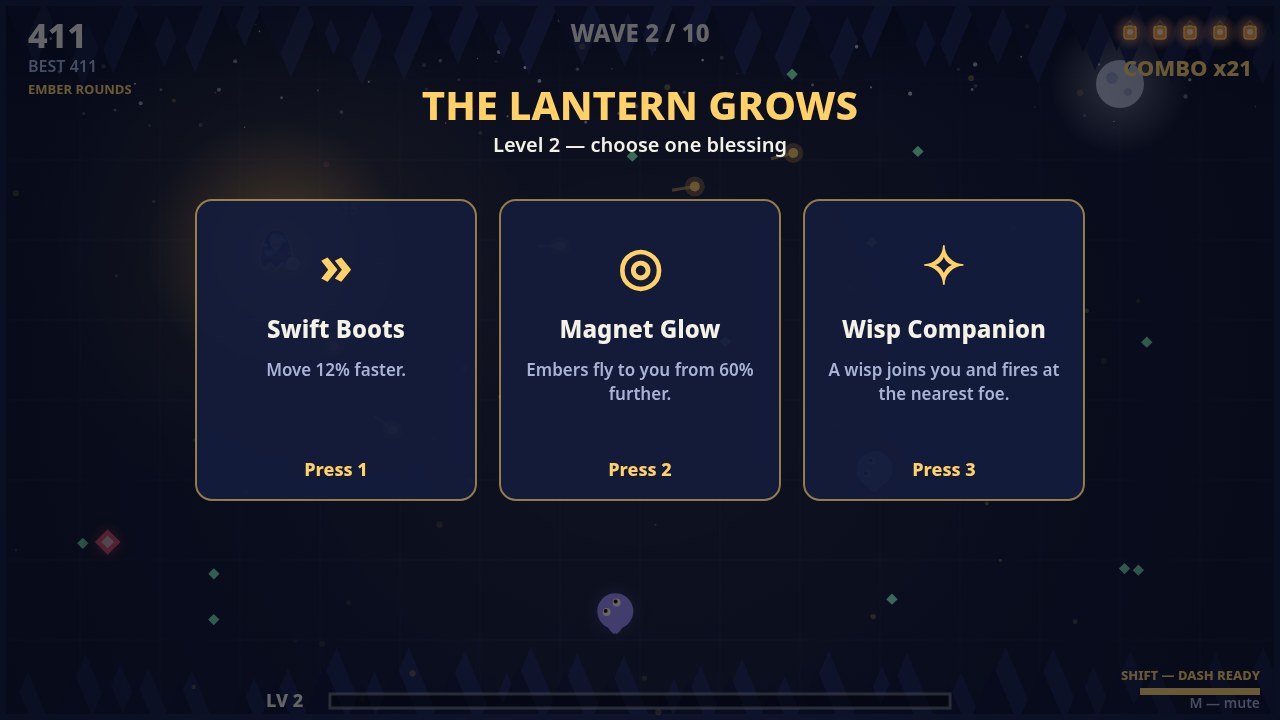 411
BEST 411
EMBER ROUNDS
WAVE 2 / 10
COMBO x21
THE LANTERN GROWS
Level 2 — choose one blessing
Swift Boots
Move 12% faster.
Press 1
Magnet Glow
Embers fly to you from 60%
further.
Press 2
Wisp Companion
A wisp joins you and fires at
the nearest foe.
Press 3
LV 2
SHIFT — DASH READY
M — mute